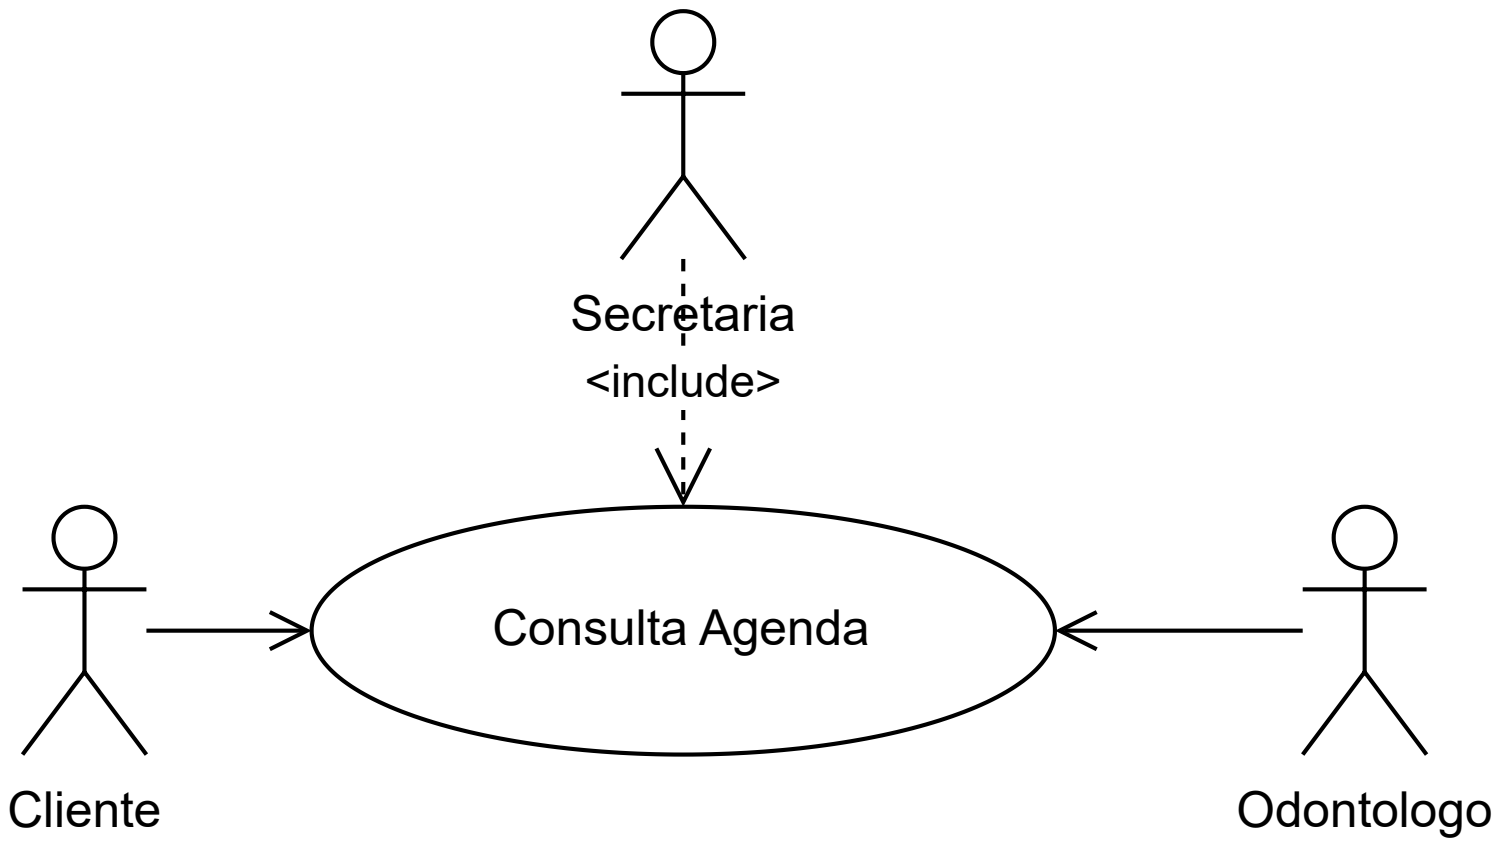 Secretaria
<include>
Consulta Agenda
Cliente
Odontologo